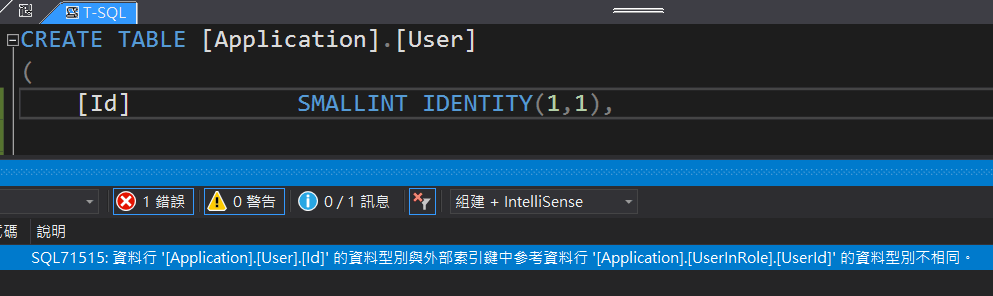 T-SQL
CREATE TABLE [Application].[User]
(
[Id] SMALLINT IDENTITY(1,1),
1 錯誤 0 警告 0 / 1 訊息 組建 + IntelliSense
碼 說明
SQL71515: 資料行 '[Application].[User].[Id]' 的資料型別與外部索引鍵中參考資料行 '[Application].[UserInRole].[UserId]' 的資料型別不相同。